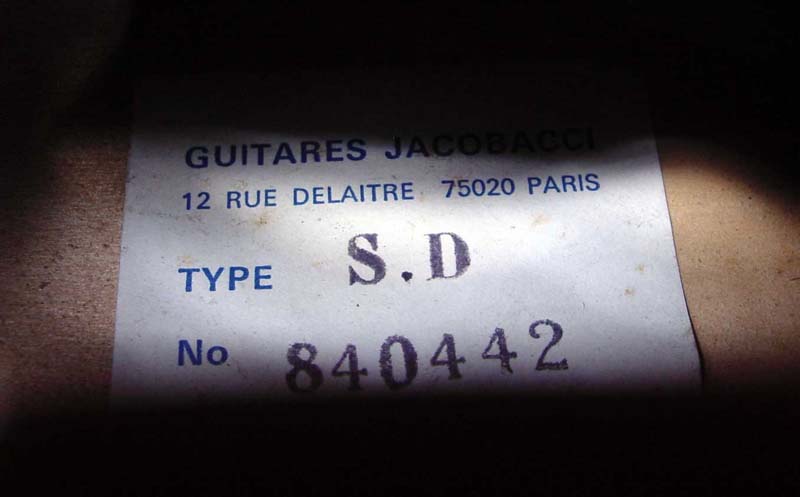 GUITARES JACOBACCI
12 RUE DELAITRE 75020 PARIS
TYPE S.D
No 840442